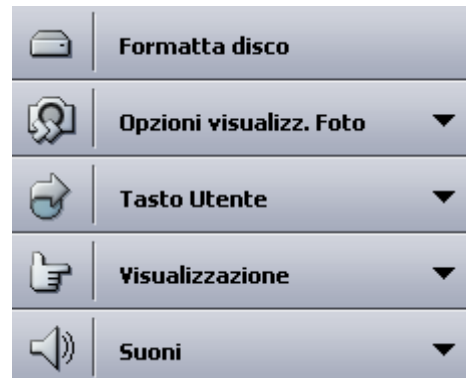 Formatta disco
Opzioni visualizz. Foto
Tasto Utente
Visualizzazione
Suoni